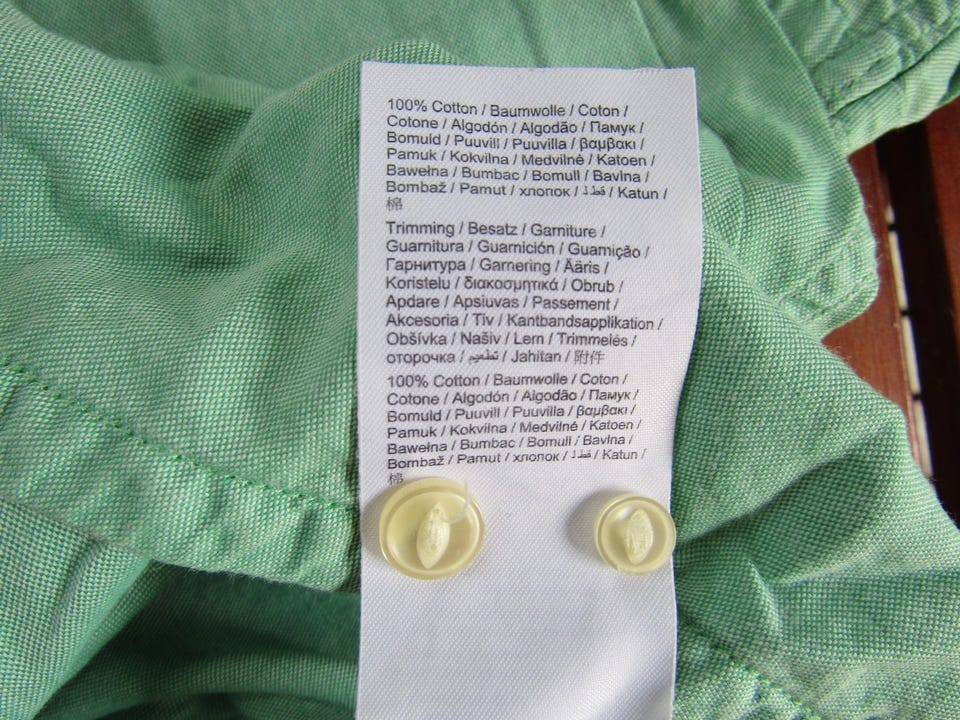 100% Cotton / Baumwolle / Coton /
Cotone / Algodón / Algodão / Памук /
Bomuld / Puuvill / Puuvilla / βαμβακι /
Pamuk / Kokvilna / Medvilnė / Katoen /
Bawełna / Bumbac / Bomull / Bavlna /
Bombaž / Pamut / хлопок / قطن / Katun /
棉
Trimming / Besatz / Garniture /
Guarnitura / Guarnición / Guarnição /
Гарнитура / Garnering / Ääris /
Koristelu / διακοσμητικά / Obrub /
Apdare / Apsiuvas / Passement /
Akcesoria / Tiv / Kantbandsapplikation /
Obšívka / Našiv / Lem / Trimmelés /
оторочка / تطعيم / Jahitan / 附件
100% Cotton / Baumwolle / Coton /
Cotone / Algodón / Algodão / Памук /
Bomuld / Puuvill / Puuvilla / βαμβακι /
Pamuk / Kokvilna / Medvilnė / Katoen /
Bawełna / Bumbac / Bomull / Bavlna /
Bombaž / Pamut / хлопок / قطن / Katun /
棉